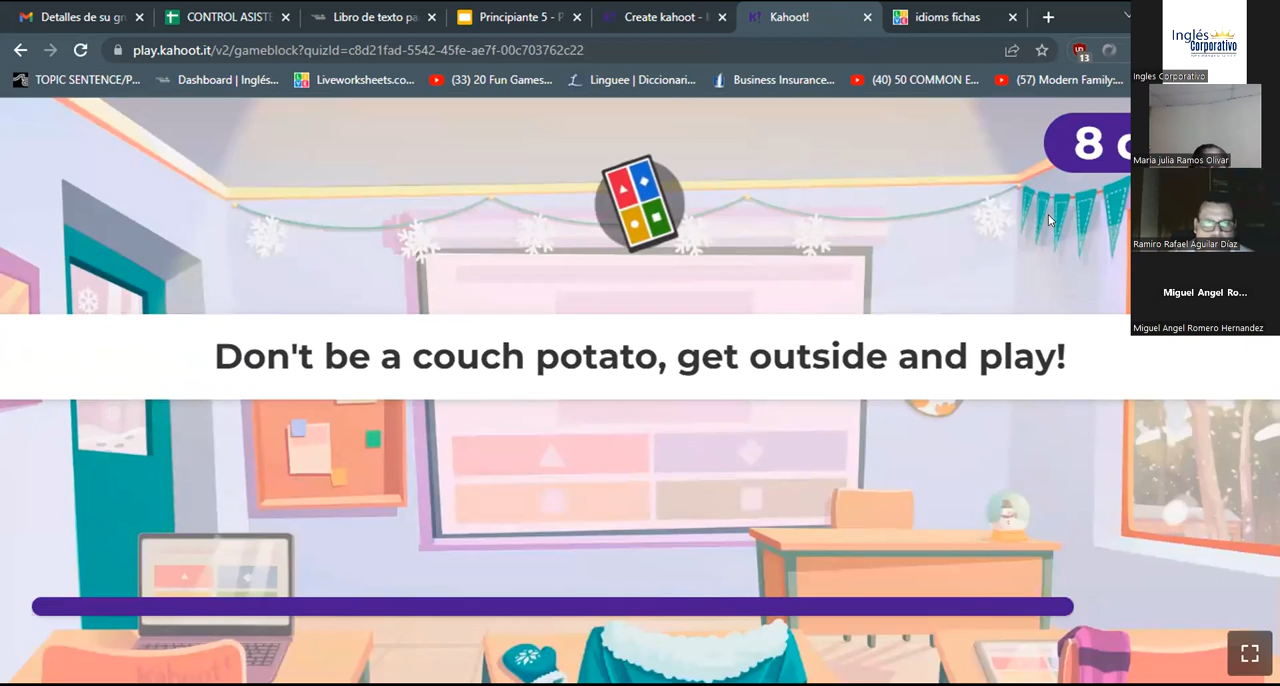 Detalles de su gr
CONTROL ASIST
Libro de texto pa
Principiante 5 - P
Create kahoot - I
Kahoot!
idioms fichas
play.kahoot.it/v2/gameblock?quizId=c8d21fad-5542-45fe-ae7f-00c703762c22
13
TOPIC SENTENCE/P...
Dashboard | Inglés...
Liveworksheets.co...
(33) 20 Fun Games...
Linguee | Diccionari...
Business Insurance...
(40) 50 COMMON E...
(57) Modern Family:...
Inglés
Corporativo
Ingles Corporativo
Maria julia Ramos Olivar
Ramiro Rafael Aguilar Díaz
Miguel Angel Ro...
Miguel Angel Romero Hernandez
8
Don't be a couch potato, get outside and play!